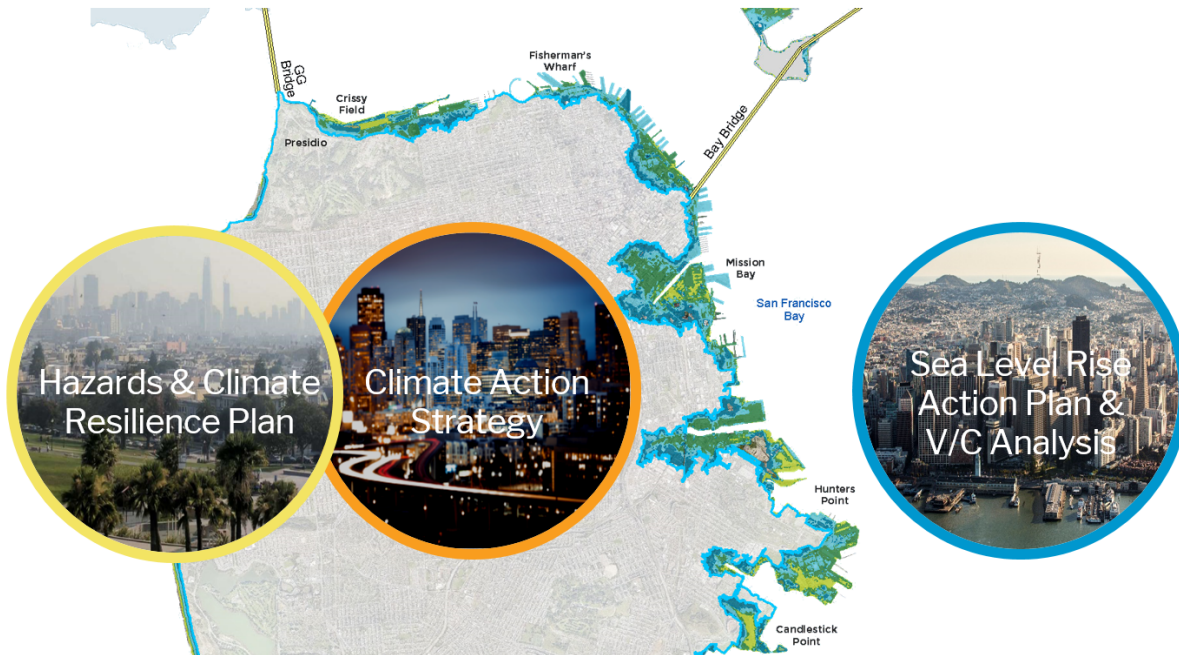 Fisherman's
Wharf
GG
Bridge
Crissy
Field
Presidio
Bay Bridge
Mission
Bay
San Francisco
Bay
Hazards & Climate
Resilience Plan
Climate Action
Strategy
Sea Level Rise
Action Plan &
V/C Analysis
Hunters
Point
Candlestick
Point